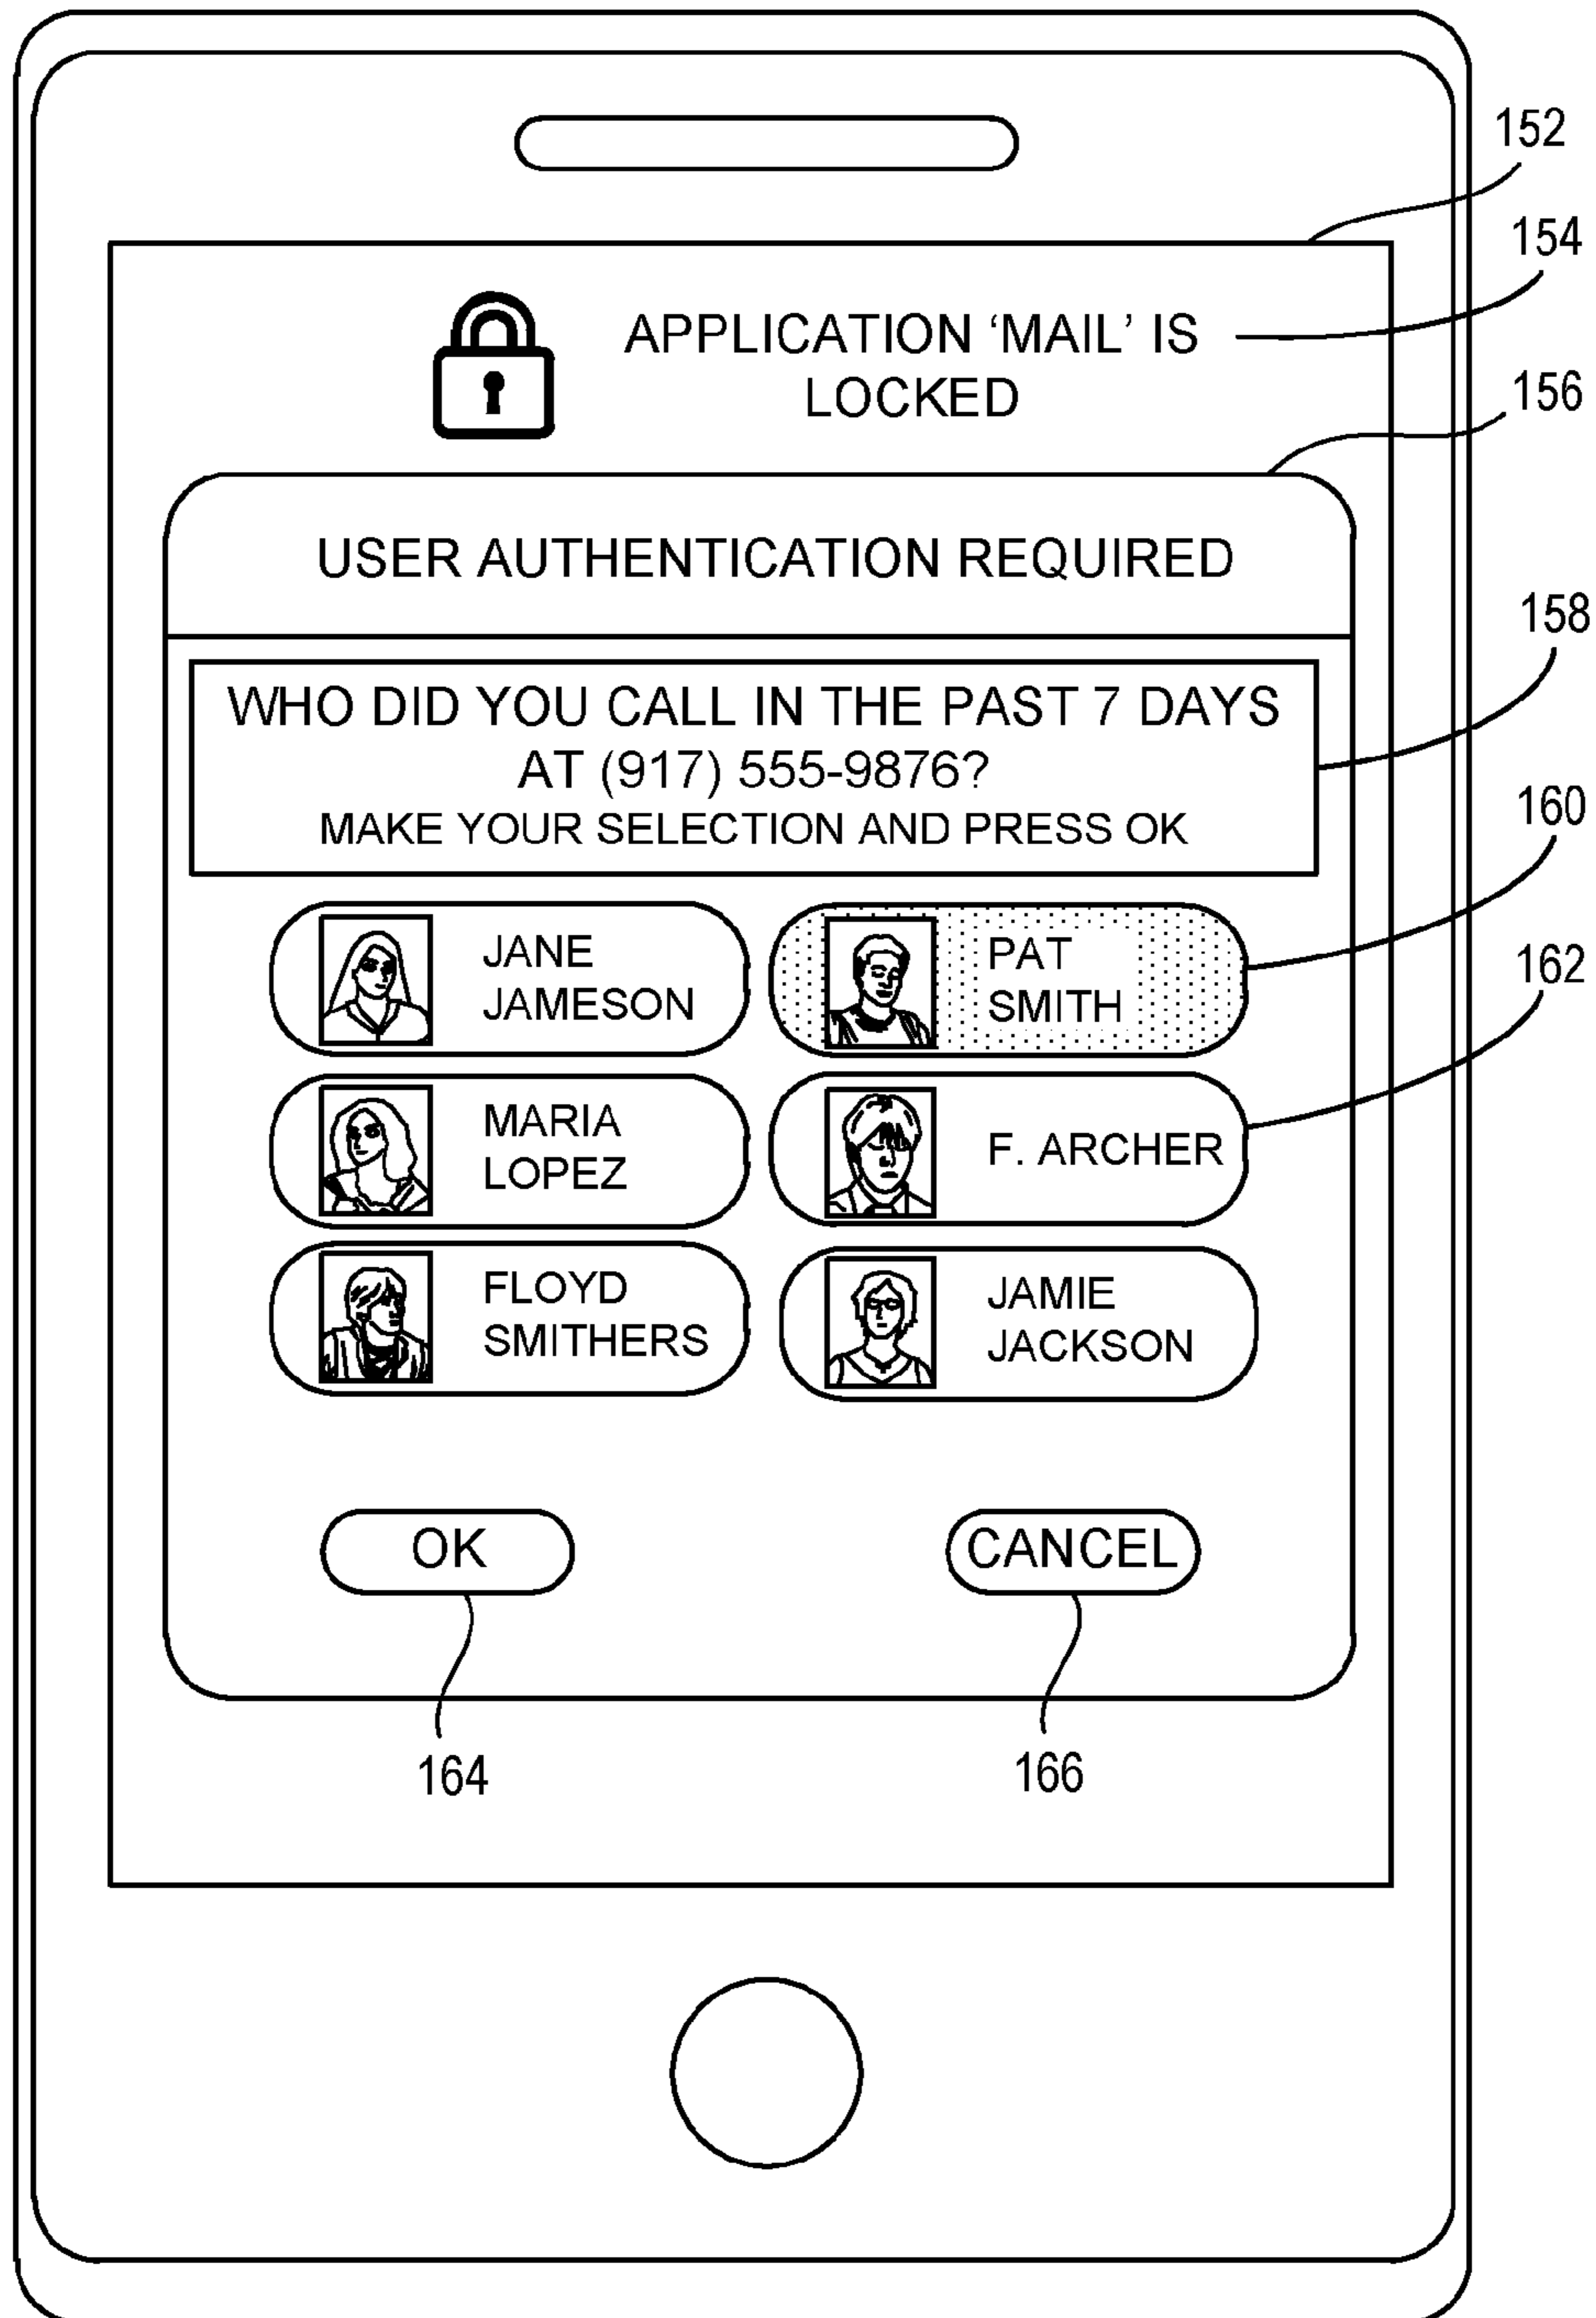 152
154
APPLICATION ‘MAIL’ IS
LOCKED
156
USER AUTHENTICATION REQUIRED
158
WHO DID YOU CALL IN THE PAST 7 DAYS
AT (917) 555-9876?
MAKE YOUR SELECTION AND PRESS OK
160
JANE
JAMESON
PAT
SMITH
162
MARIA
LOPEZ
F. ARCHER
FLOYD
SMITHERS
JAMIE
JACKSON
OK
CANCEL
164
166